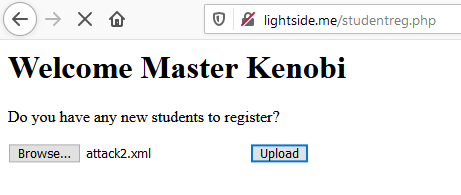 lightside.me/studentreg.php
Welcome Master Kenobi
Do you have any new students to register?
Browse... attack2.xml Upload